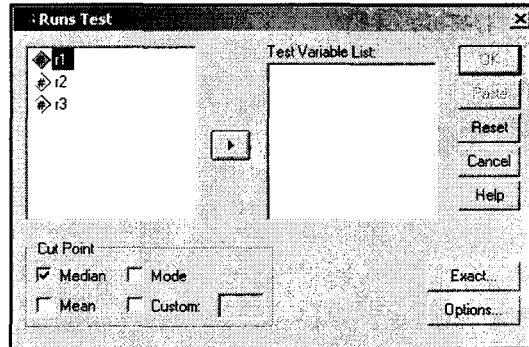 Runs Test
r1
r2
r3
Test Variable List:
OK
Paste
Reset
Cancel
Help
Cut Point
Median
Mode
Mean
Custom:
Exact...
Options...